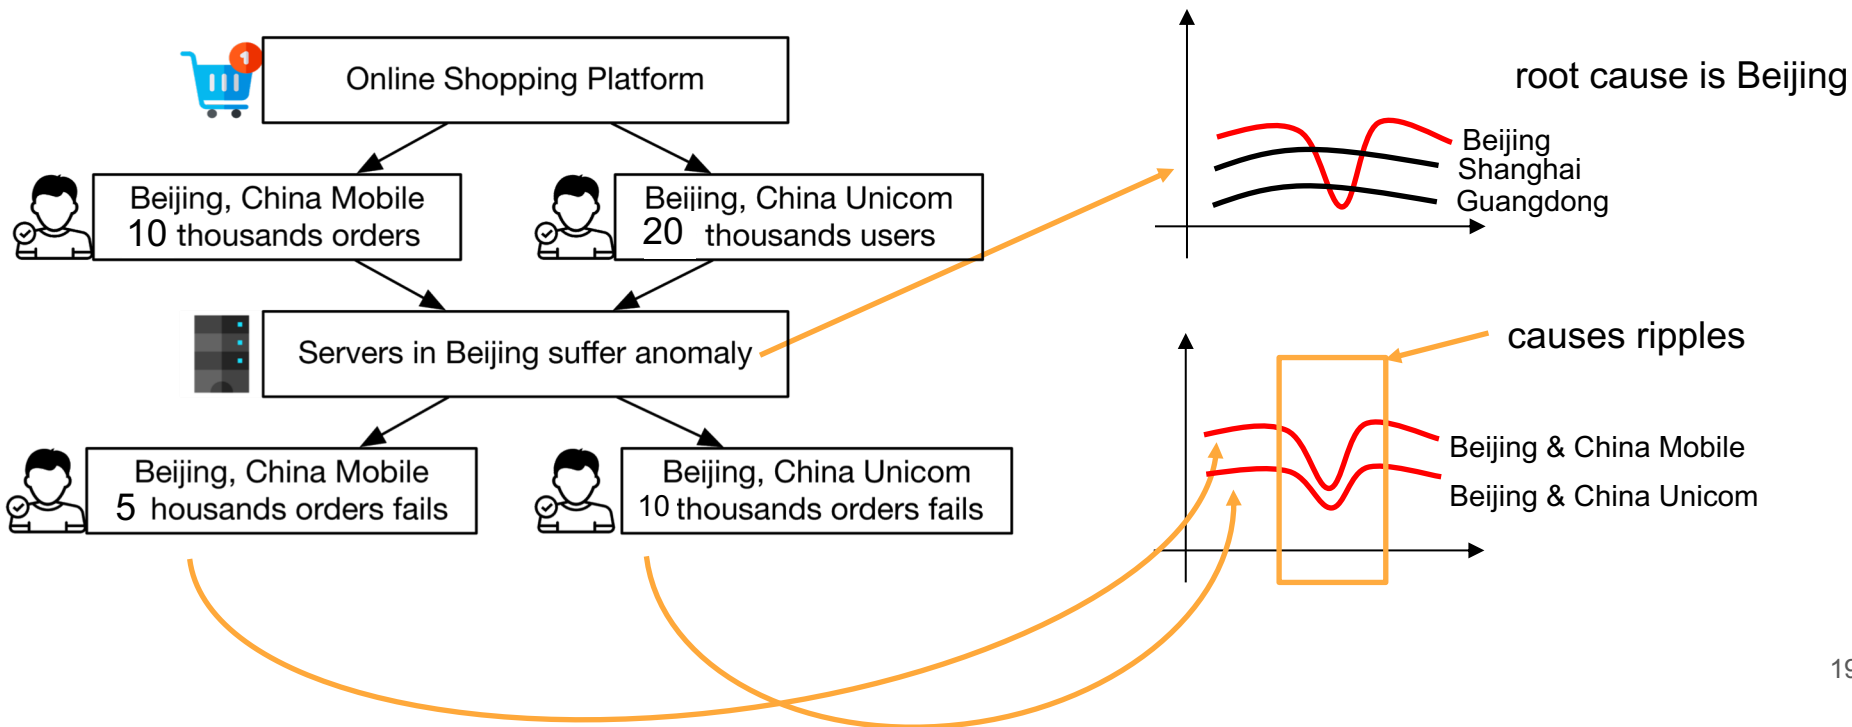 1
Online Shopping Platform
Beijing, China Mobile
10 thousands orders
Beijing, China Unicom
20 thousands users
Servers in Beijing suffer anomaly
Beijing, China Mobile
5 housands orders fails
Beijing, China Unicom
10 thousands orders fails
root cause is Beijing
Beijing
Shanghai
Guangdong
causes ripples
Beijing & China Mobile
Beijing & China Unicom
19